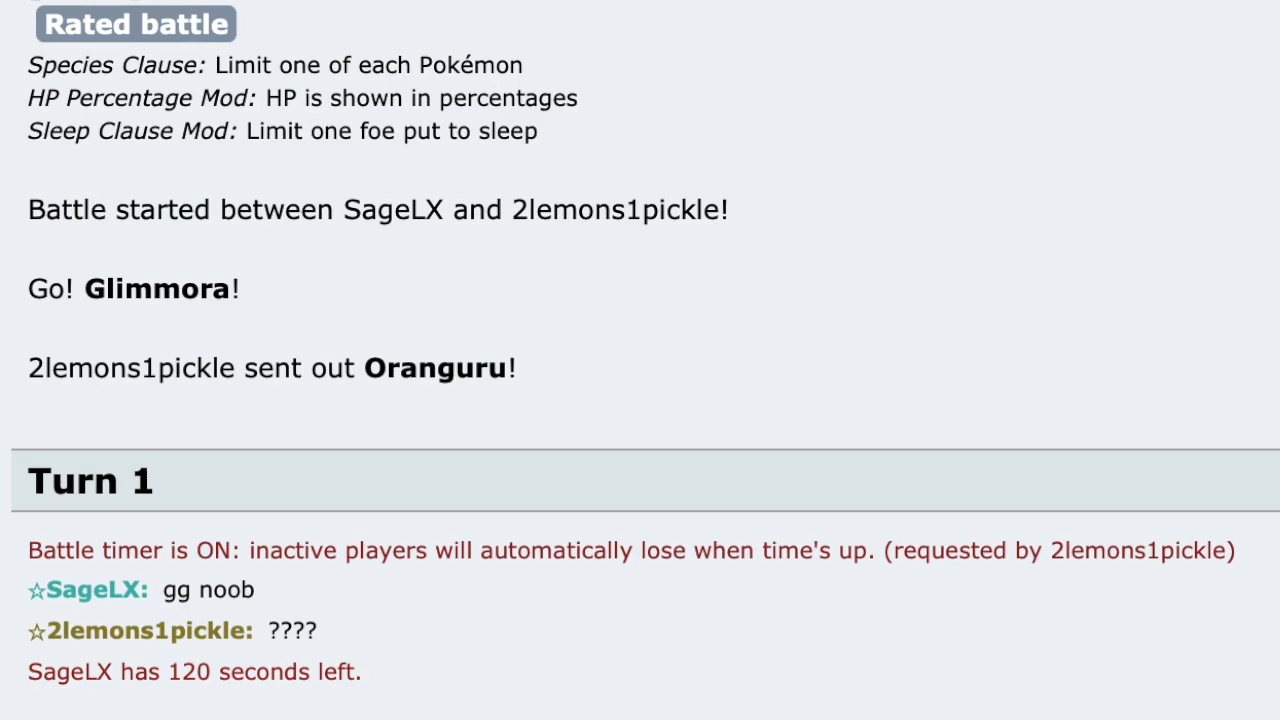 Rated battle
Species Clause: Limit one of each Pokémon
HP Percentage Mod: HP is shown in percentages
Sleep Clause Mod: Limit one foe put to sleep
Battle started between SageLX and 2lemons1pickle!
Go! Glimmora!
2lemons1pickle sent out Oranguru!
Turn 1
Battle timer is ON: inactive players will automatically lose when time's up. (requested by 2lemons1pickle)
☆SageLX: gg noob
☆2lemons1pickle: ????
SageLX has 120 seconds left.